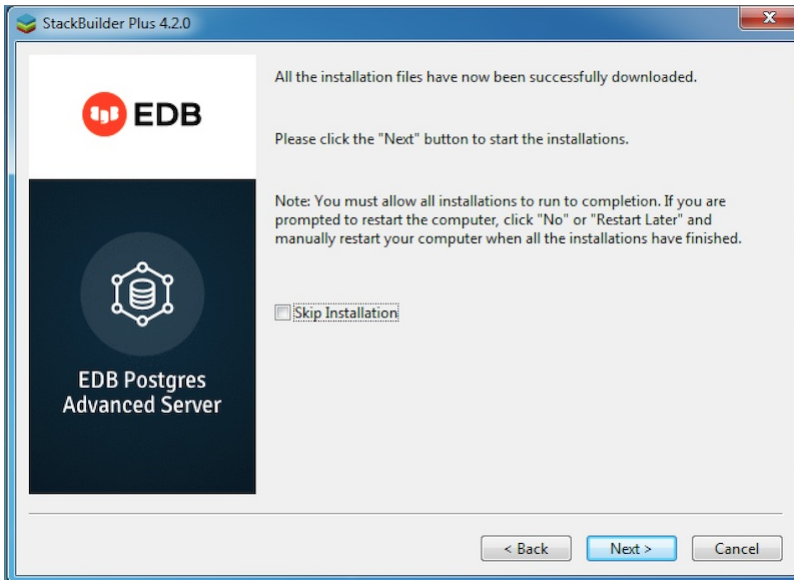 StackBuilder Plus 4.2.0
EDB
EDB Postgres
Advanced Server
All the installation files have now been successfully downloaded.
Please click the "Next" button to start the installations.
Note: You must allow all installations to run to completion. If you are
prompted to restart the computer, click "No" or "Restart Later" and
manually restart your computer when all the installations have finished.
Skip Installation
< Back
Next >
Cancel